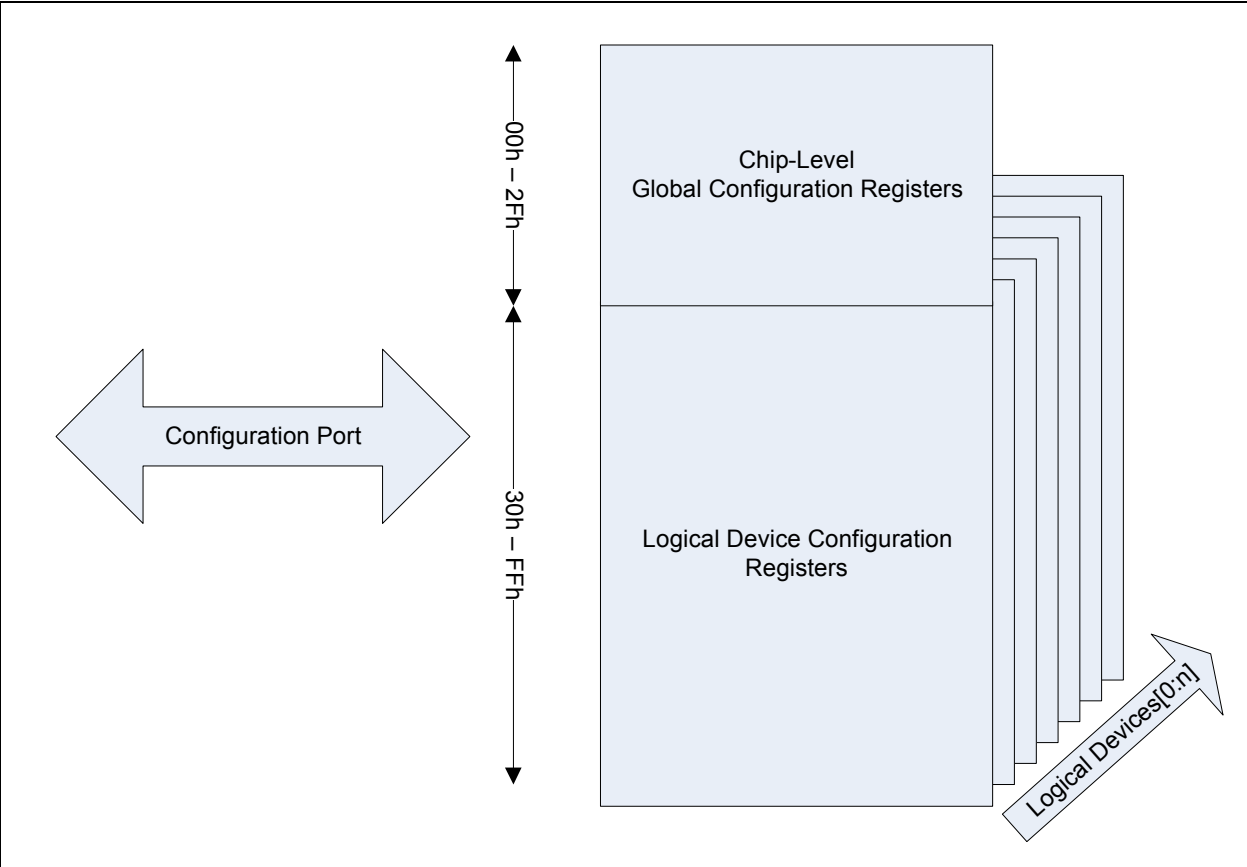 00h – 2Fh
Chip-Level
Global Configuration Registers
Configuration Port
30h – FFh
Logical Device Configuration
Registers
Logical Devices[0:n]